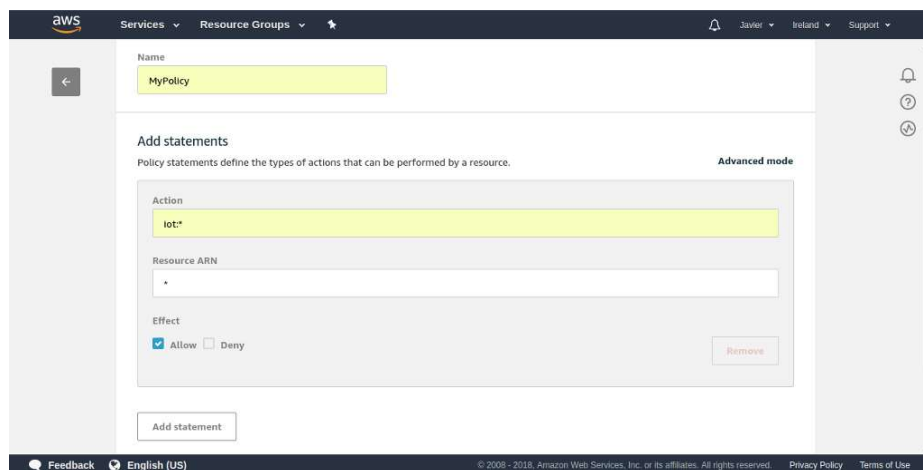 aws Services Resource Groups Javier Ireland Support
Name
MyPolicy
Add statements
Policy statements define the types of actions that can be performed by a resource. Advanced mode
Action
iot:*
Resource ARN
*
Effect
Allow Deny
Remove
Add statement
Feedback English (US) © 2008 - 2018, Amazon Web Services, Inc. or its affiliates. All rights reserved. Privacy Policy Terms of Use